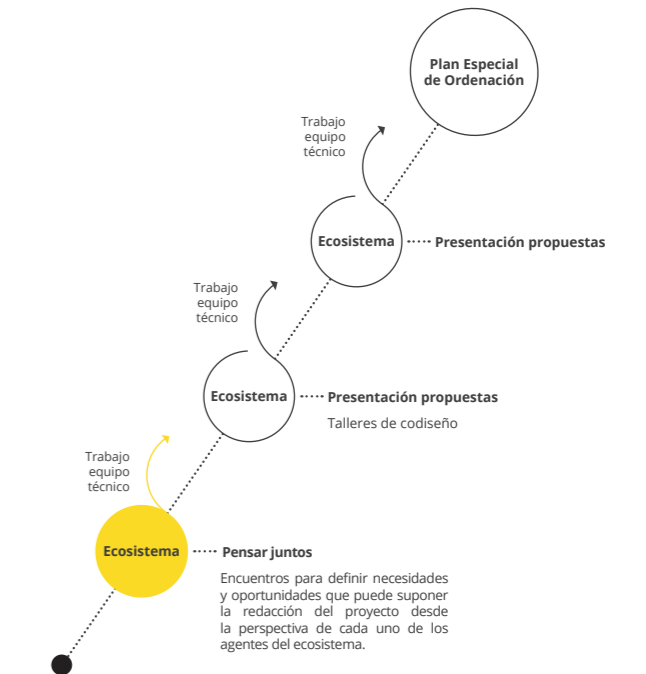 Plan Especial
de Ordenación
Trabajo
equipo
técnico
Ecosistema
Presentación propuestas
Trabajo
equipo
técnico
Ecosistema
Presentación propuestas
Talleres de codiseño
Trabajo
equipo
técnico
Ecosistema
Pensar juntos
Encuentros para definir necesidades
y oportunidades que puede suponer
la redacción del proyecto desde
la perspectiva de cada uno de los
agentes del ecosistema.